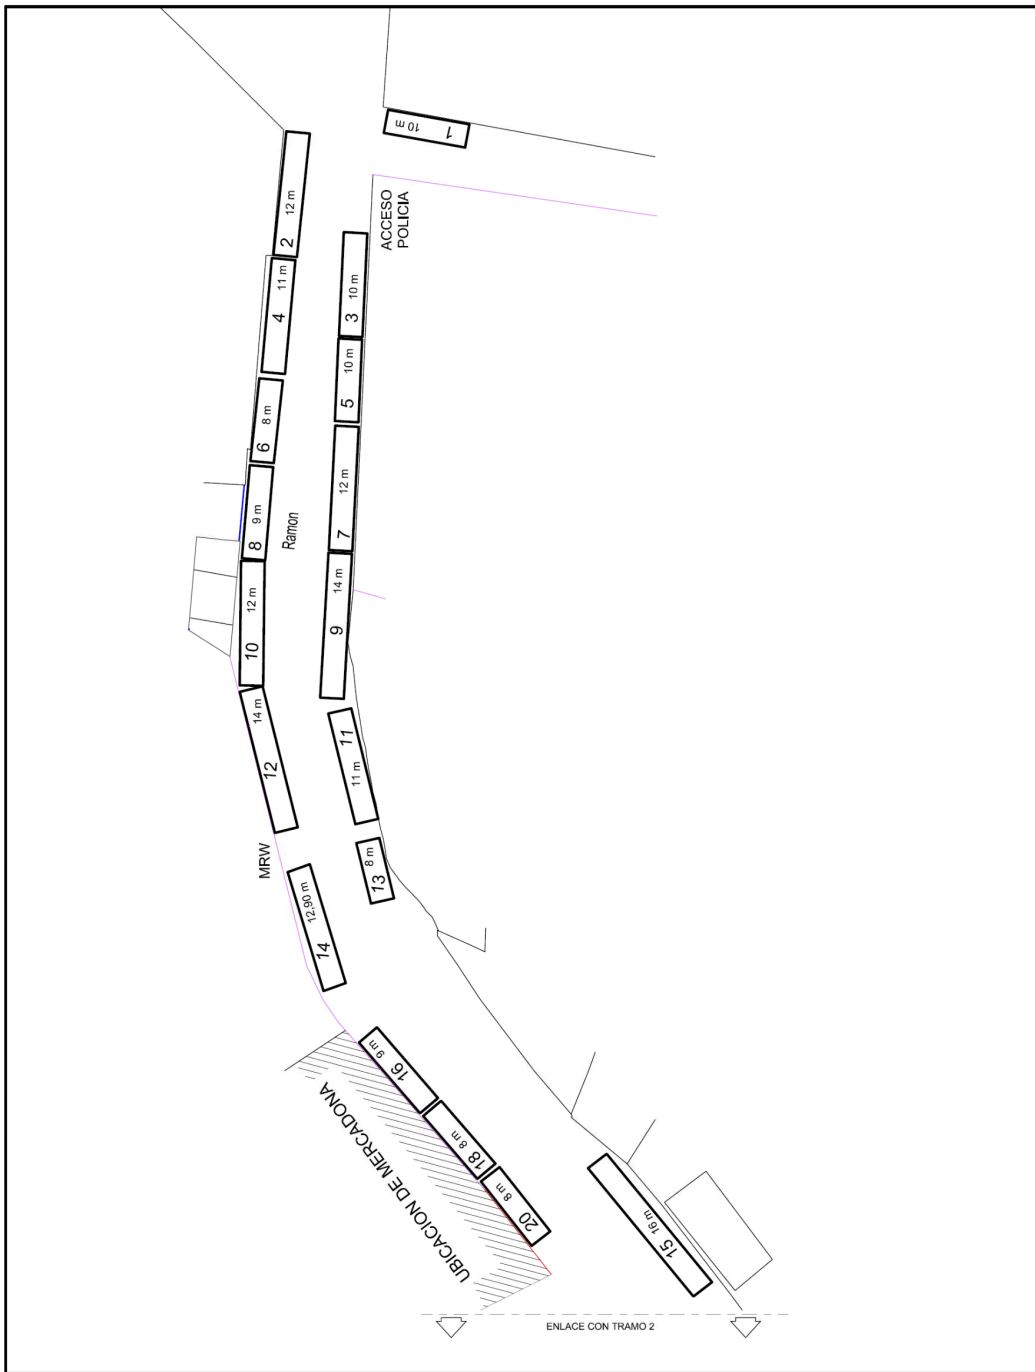 1
10 m
ACCESO
POLICIA
2
12 m
4
11 m
3
10 m
5
10 m
6
8 m
7
12 m
8
9 m
Ramon
9
14 m
10
12 m
12
14 m
11
11 m
MRW
13
8 m
14
12,90 m
16
9 m
18
8 m
20
8 m
UBICACION DE MERCADONA
15
16 m
ENLACE CON TRAMO 2